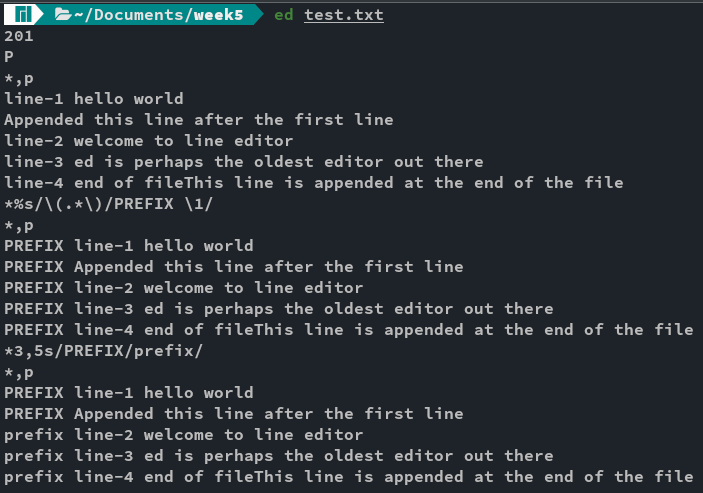 ~/Documents/week5 ed test.txt
201
P
*,p
line-1 hello world
Appended this line after the first line
line-2 welcome to line editor
line-3 ed is perhaps the oldest editor out there
line-4 end of fileThis line is appended at the end of the file
*%s/\(.*\)/PREFIX \1/
*,p
PREFIX line-1 hello world
PREFIX Appended this line after the first line
PREFIX line-2 welcome to line editor
PREFIX line-3 ed is perhaps the oldest editor out there
PREFIX line-4 end of fileThis line is appended at the end of the file
*3,5s/PREFIX/prefix/
*,p
PREFIX line-1 hello world
PREFIX Appended this line after the first line
prefix line-2 welcome to line editor
prefix line-3 ed is perhaps the oldest editor out there
prefix line-4 end of fileThis line is appended at the end of the file